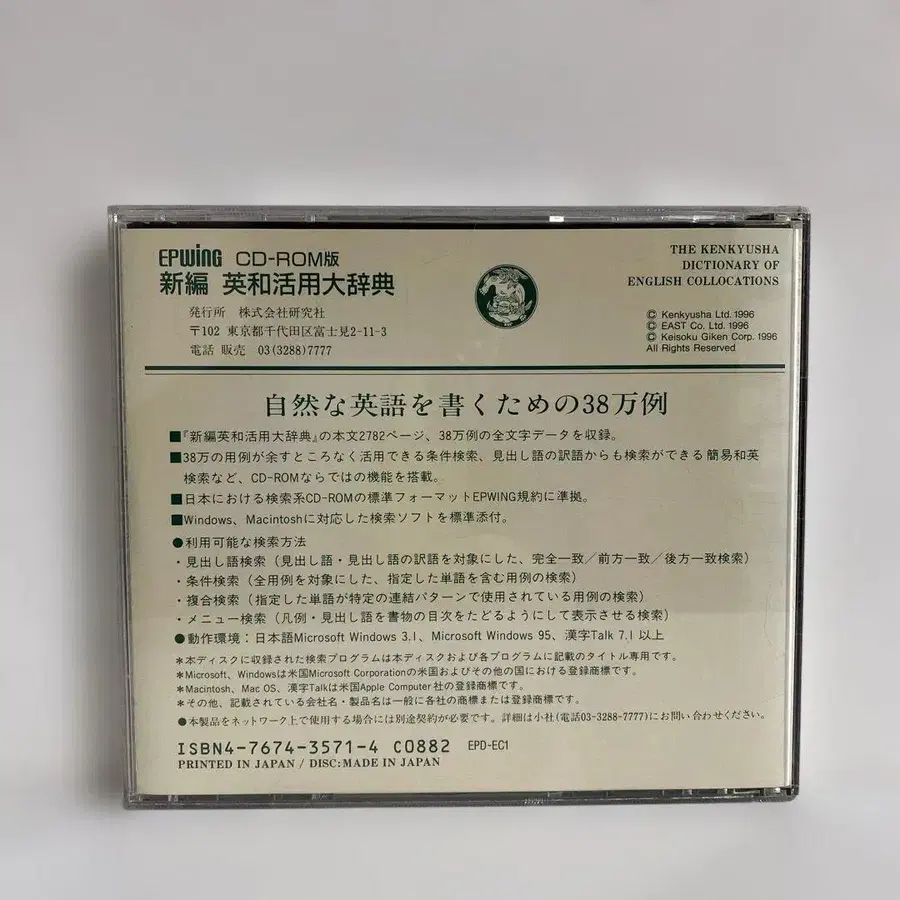 EPWING CD-ROM版
新編 英和活用大辞典
発行所 株式会社研究社
〒102 東京都千代田区富士見2-11-3
電話 販売 03(3288)7777
THE KENKYUSHA
DICTIONARY OF
ENGLISH COLLOCATIONS
© Kenkyusha Ltd. 1996
© EAST Co. Ltd. 1996
© Keisoku Giken Corp. 1996
All Rights Reserved
自然な英語を書くための38万例
■『新編英和活用大辞典』の本文2782ページ、38万例の全文字データを収録。
■38万の用例が余すところなく活用できる条件検索、見出し語の訳語からも検索ができる簡易和英
検索など、CD-ROMならではの機能を搭載。
■日本における検索系CD-ROMの標準フォーマットEPWING規約に準拠。
■Windows、Macintoshに対応した検索ソフトを標準添付。
●利用可能な検索方法
・見出し語検索（見出し語・見出し語の訳語を対象にした、完全一致／前方一致／後方一致検索）
・条件検索（全用例を対象にした、指定した単語を含む用例の検索）
・複合検索（指定した単語が特定の連結パターンで使用されている用例の検索）
・メニュー検索（凡例・見出し語を書物の目次をたどるようにして表示させる検索）
●動作環境：日本語Microsoft Windows 3.1、Microsoft Windows 95、漢字Talk 7.1 以上
＊本ディスクに収録された検索プログラムは本ディスクおよび各プログラムに記載のタイトル専用です。
＊Microsoft、Windowsは米国Microsoft Corporationの米国およびその他の国における登録商標です。
＊Macintosh、Mac OS、漢字Talkは米国Apple Computer 社の登録商標です。
＊その他、記載されている会社名・製品名は一般に各社の商標または登録商標です。
●本製品をネットワーク上で使用する場合には別途契約が必要です。詳細は小社(電話03-3288-7777)にお問い合わせください。
ISBN4-7674-3571-4 C0882 EPD-EC1
PRINTED IN JAPAN / DISC:MADE IN JAPAN